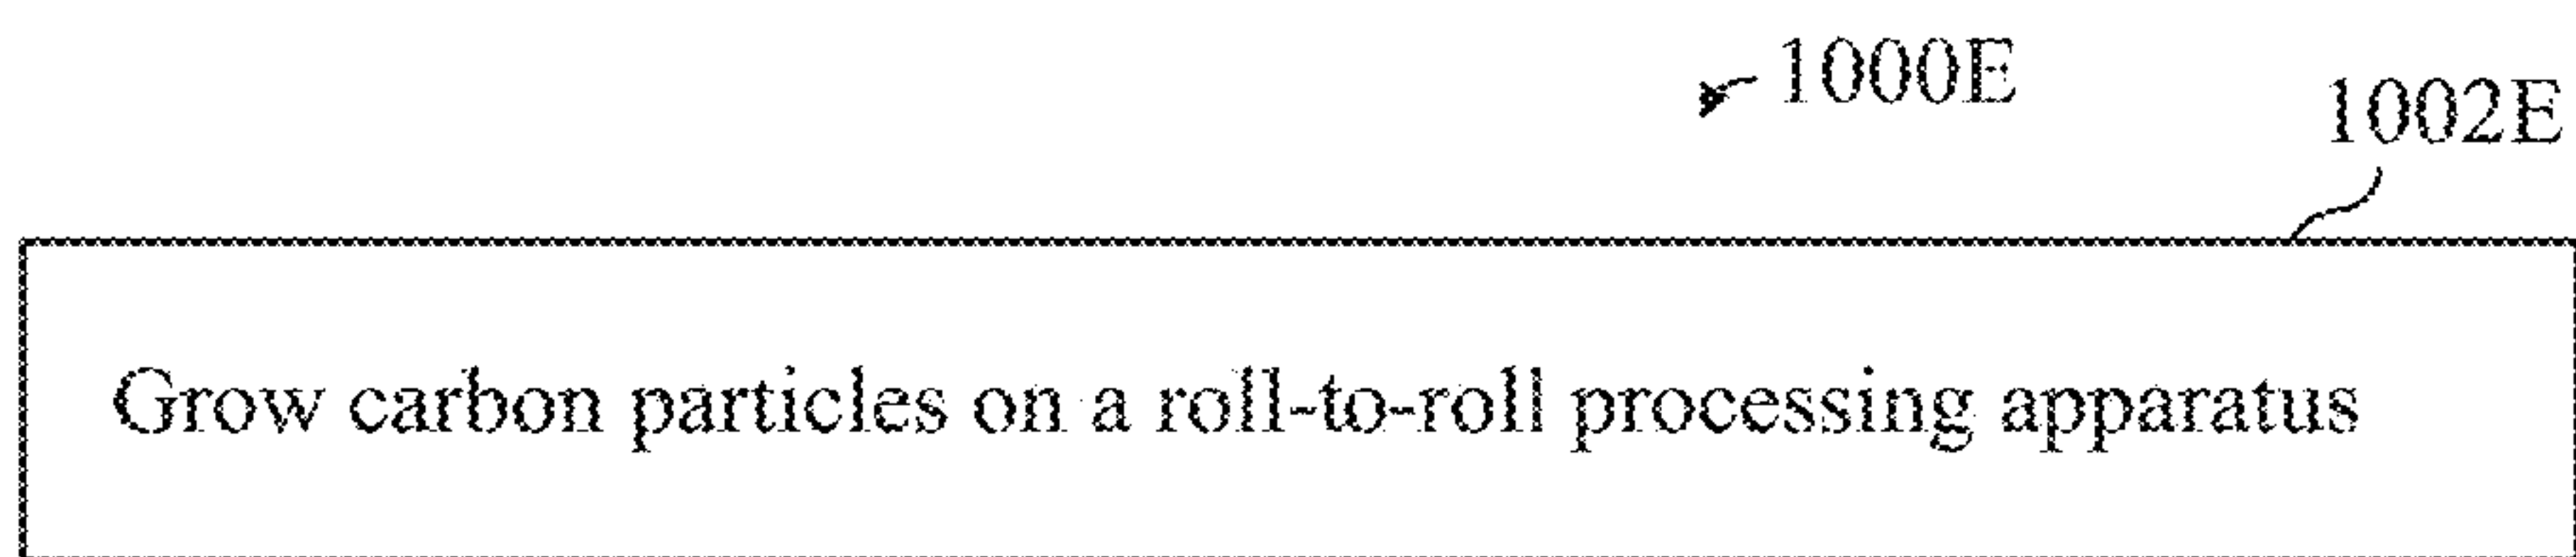 1000E
1002E
Grow carbon particles on a roll-to-roll processing apparatus